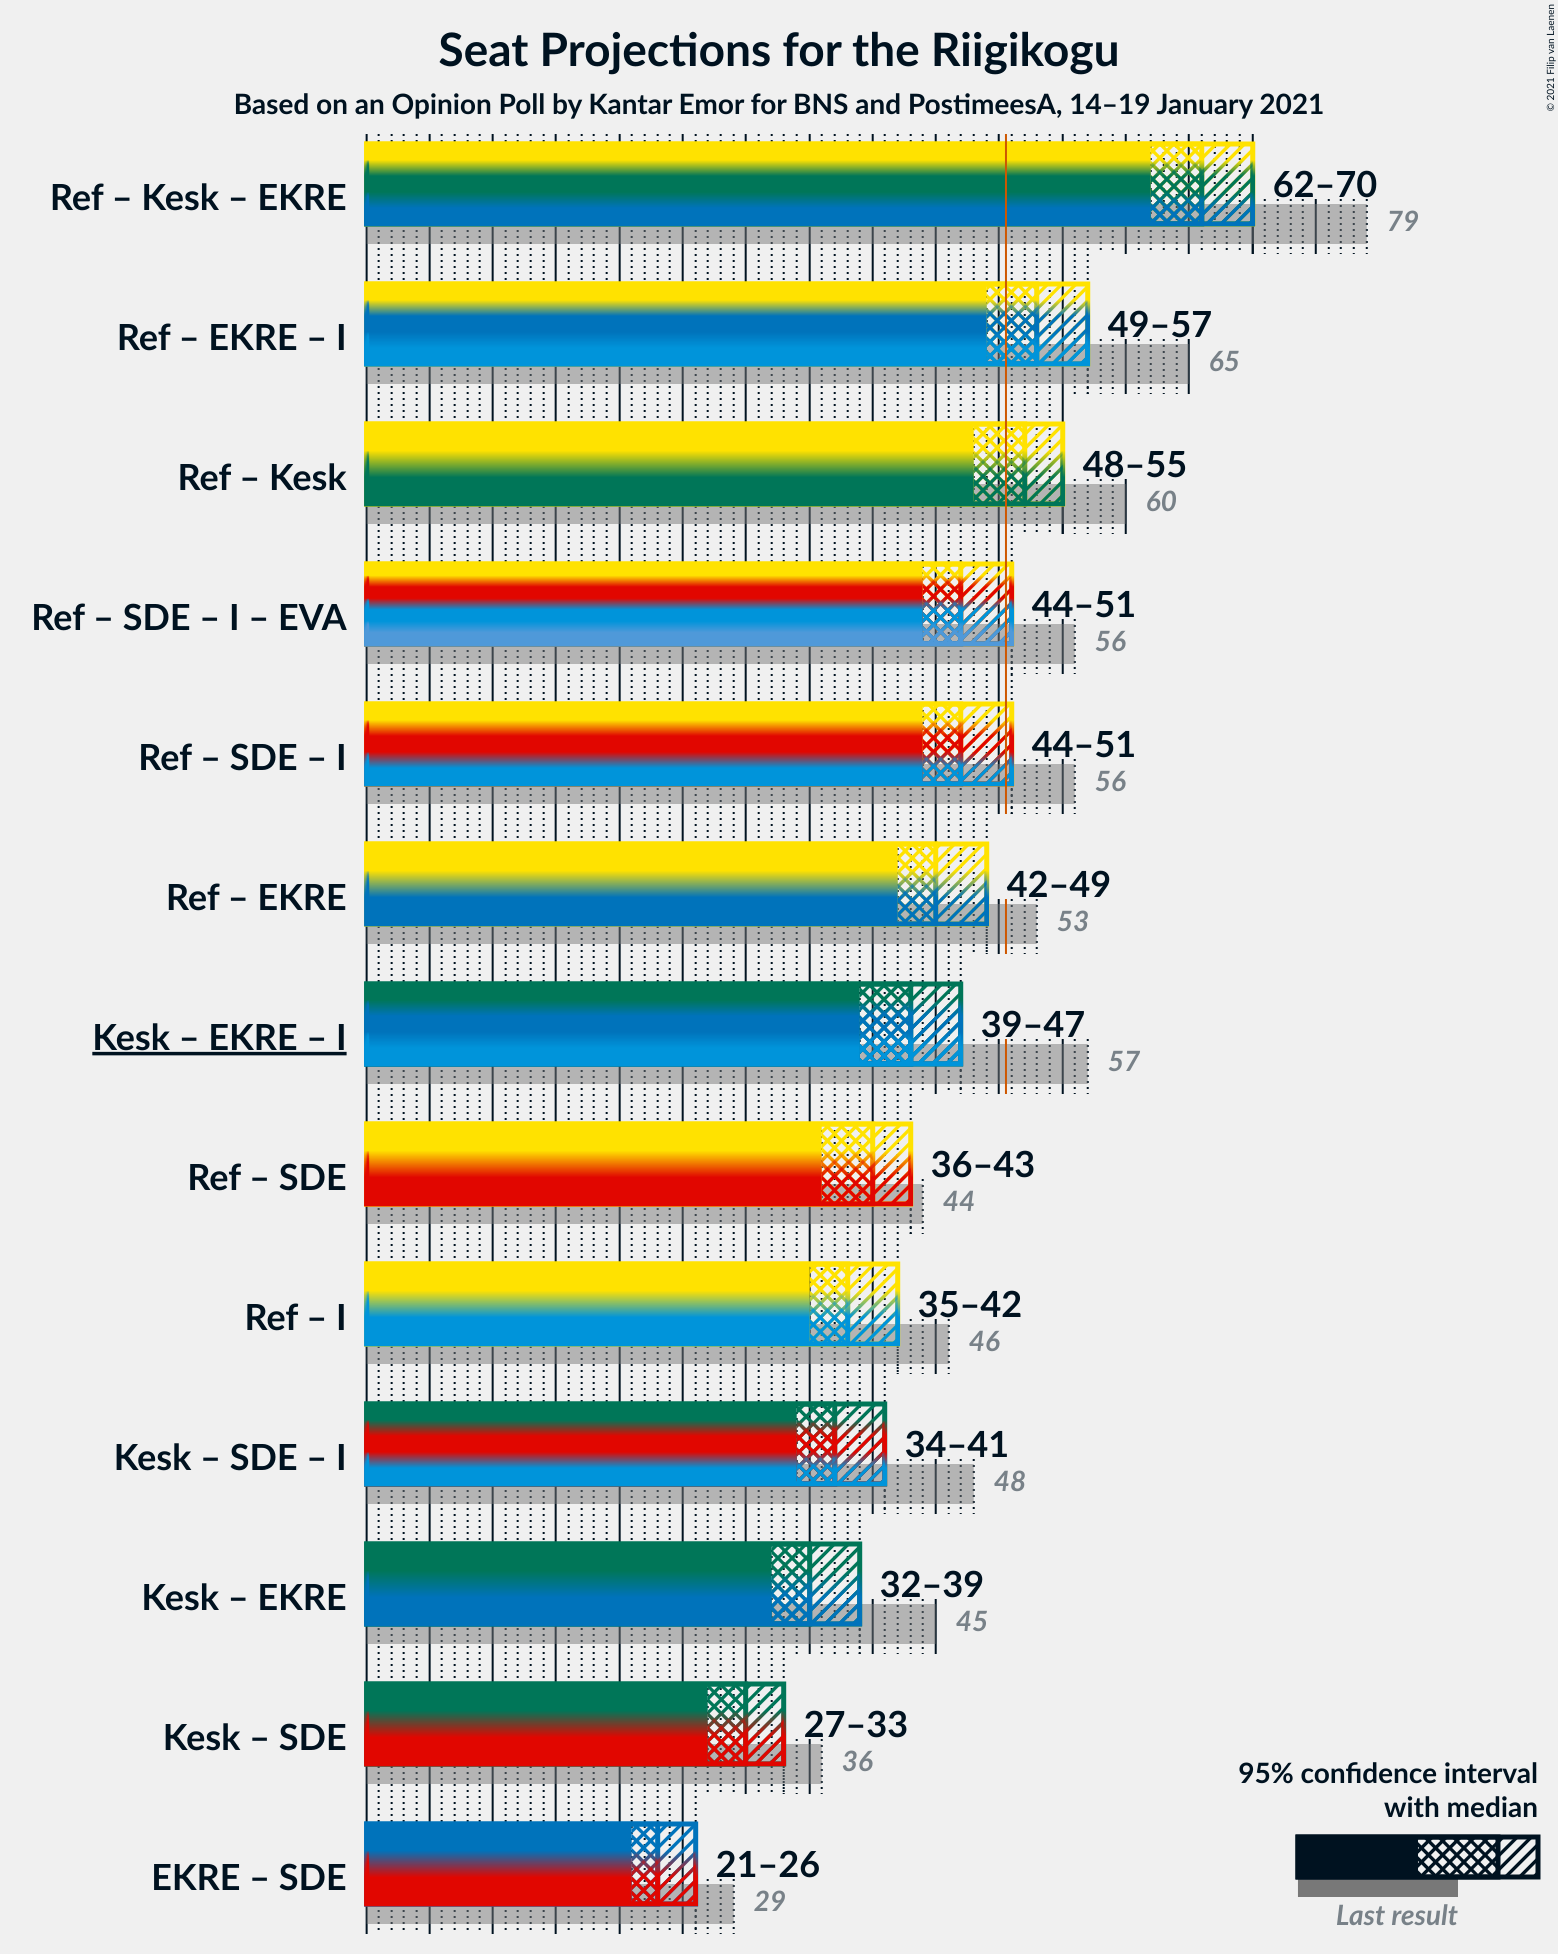 Seat Projections for the Riigikogu
Based on an Opinion Poll by Kantar Emor for BNS and PostimeesA, 14–19 January 2021
© 2021 Filip van Laenen
Ref – Kesk – EKRE
62–70
79
Ref – EKRE – I
49–57
65
Ref – Kesk
48–55
60
Ref – SDE – I – EVA
44–51
56
Ref – SDE – I
44–51
56
Ref – EKRE
42–49
53
Kesk – EKRE – I
39–47
57
Ref – SDE
36–43
44
Ref – I
35–42
46
Kesk – SDE – I
34–41
48
Kesk – EKRE
32–39
45
Kesk – SDE
27–33
36
EKRE – SDE
21–26
29
95% confidence interval
with median
Last result